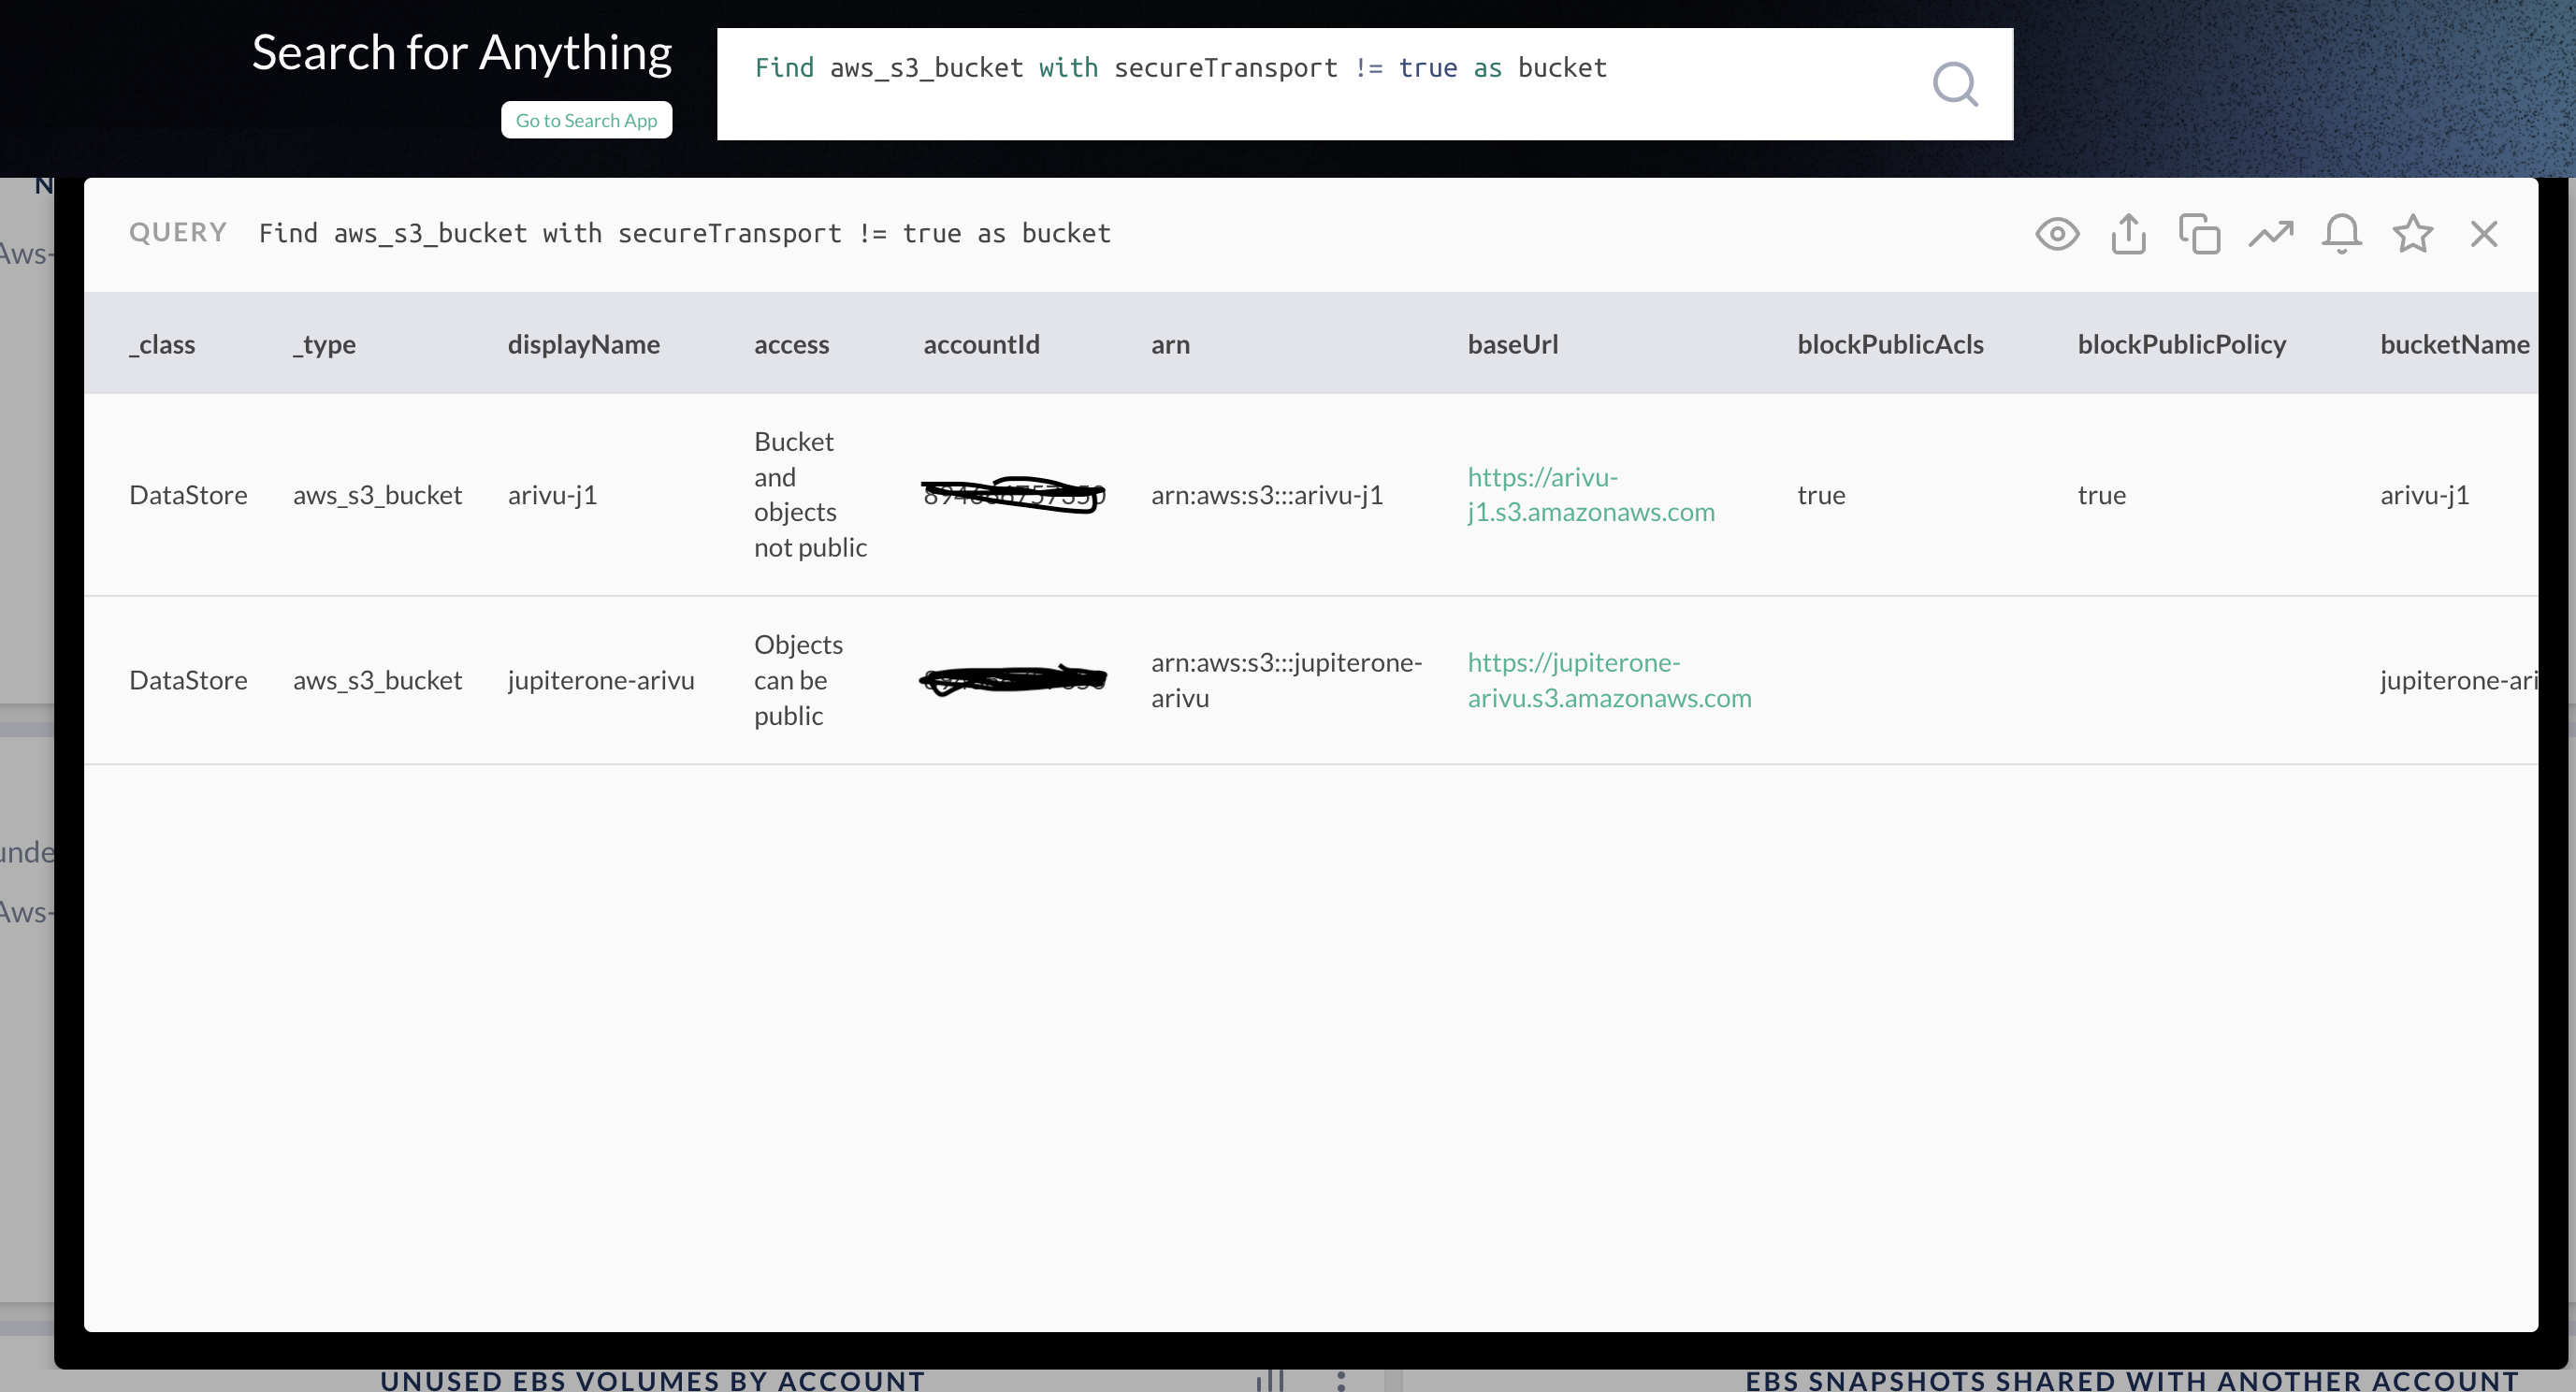 Search for Anything
Go to Search App
Find aws_s3_bucket with secureTransport != true as bucket
N
Aws-
QUERY Find aws_s3_bucket with secureTransport != true as bucket
_class _type displayName access accountId arn baseUrl blockPublicAcls blockPublicPolicy bucketName
Bucket
and
objects
not public
DataStore aws_s3_bucket arivu-j1 arn:aws:s3:::arivu-j1 https://arivu-
j1.s3.amazonaws.com true true arivu-j1
Objects
can be
public
DataStore aws_s3_bucket jupiterone-arivu arn:aws:s3:::jupiterone-
arivu
https://jupiterone-
arivu.s3.amazonaws.com
jupiterone-ari
unde
Aws-
UNUSED EBS VOLUMES BY ACCOUNT
EBS SNAPSHOTS SHARED WITH ANOTHER ACCOUNT